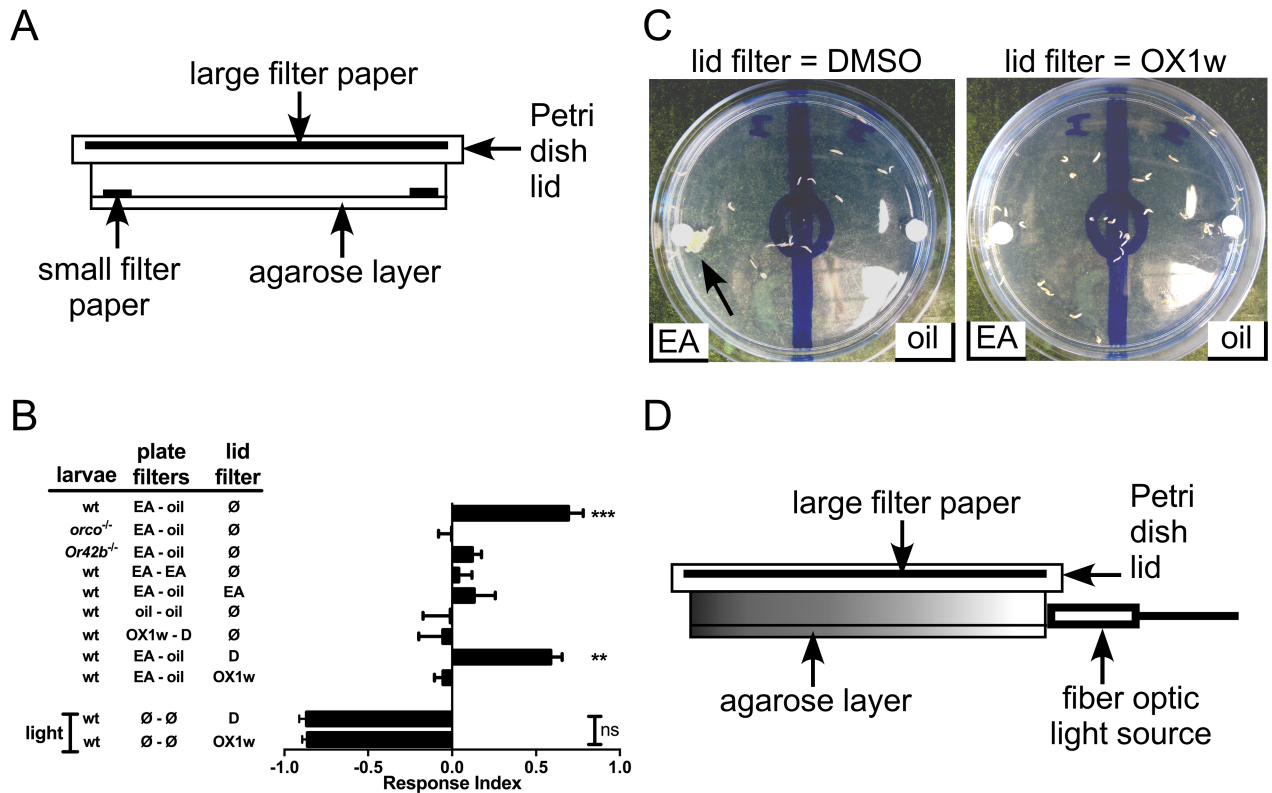 A
large filter paper
Petri
dish
lid
small filter
paper
agarose layer
C
lid filter = DMSO
lid filter = OX1w
EA
oil
EA
oil
B
larvae
plate
filters
lid
filter
wt EA - oil Ø
orco-/- EA - oil Ø
Or42b-/- EA - oil Ø
wt EA - EA Ø
wt EA - oil EA
wt oil - oil Ø
wt OX1w - D Ø
wt EA - oil D
wt EA - oil OX1w
light
wt Ø - Ø D
wt Ø - Ø OX1w
***
**
ns
-1.0 -0.5 0.0 0.5 1.0
Response Index
D
large filter paper
Petri
dish
lid
agarose layer
fiber optic
light source